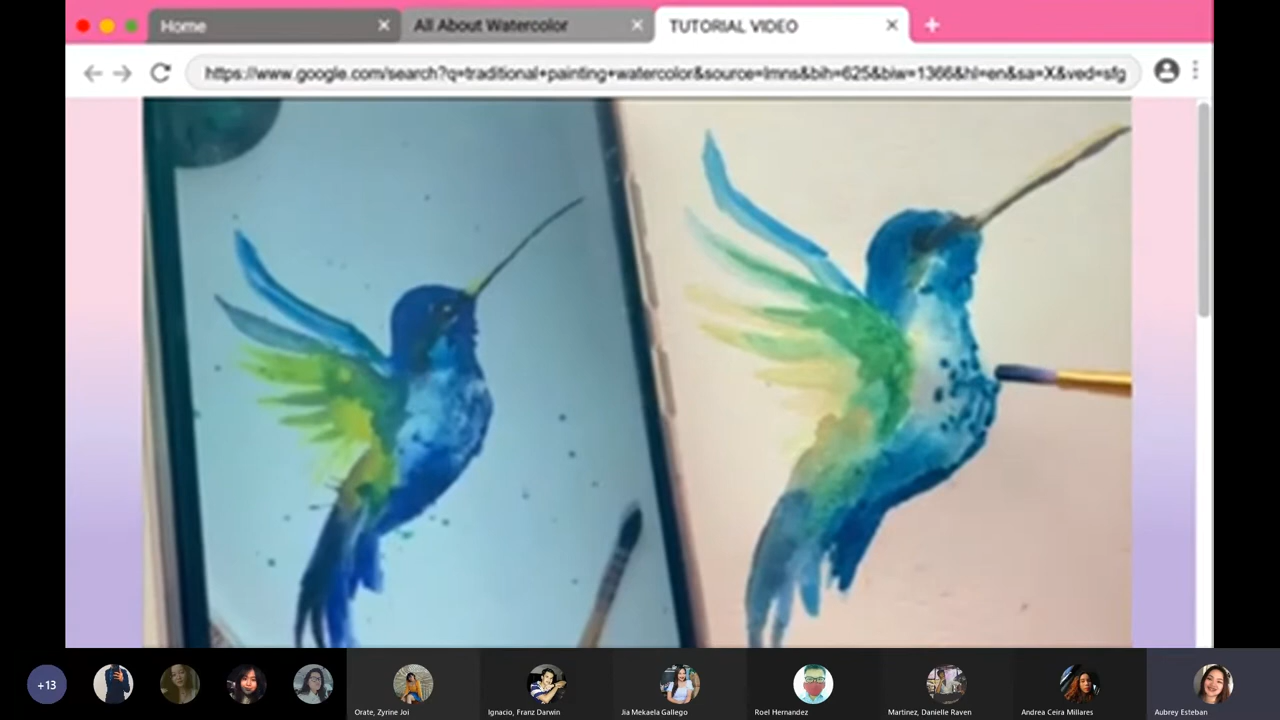 Home
All About Watercolor
TUTORIAL VIDEO
https://www.google.com/search?q=traditional+painting+watercolor&source=lmns&bih=625&biw=1366&hl=en&sa=X&ved=sfg
+13
Orate, Zyrine Joi
Ignacio, Franz Darwin
Jia Mekaela Gallego
Roel Hernandez
Martinez, Danielle Raven
Andrea Ceira Millares
Aubrey Esteban